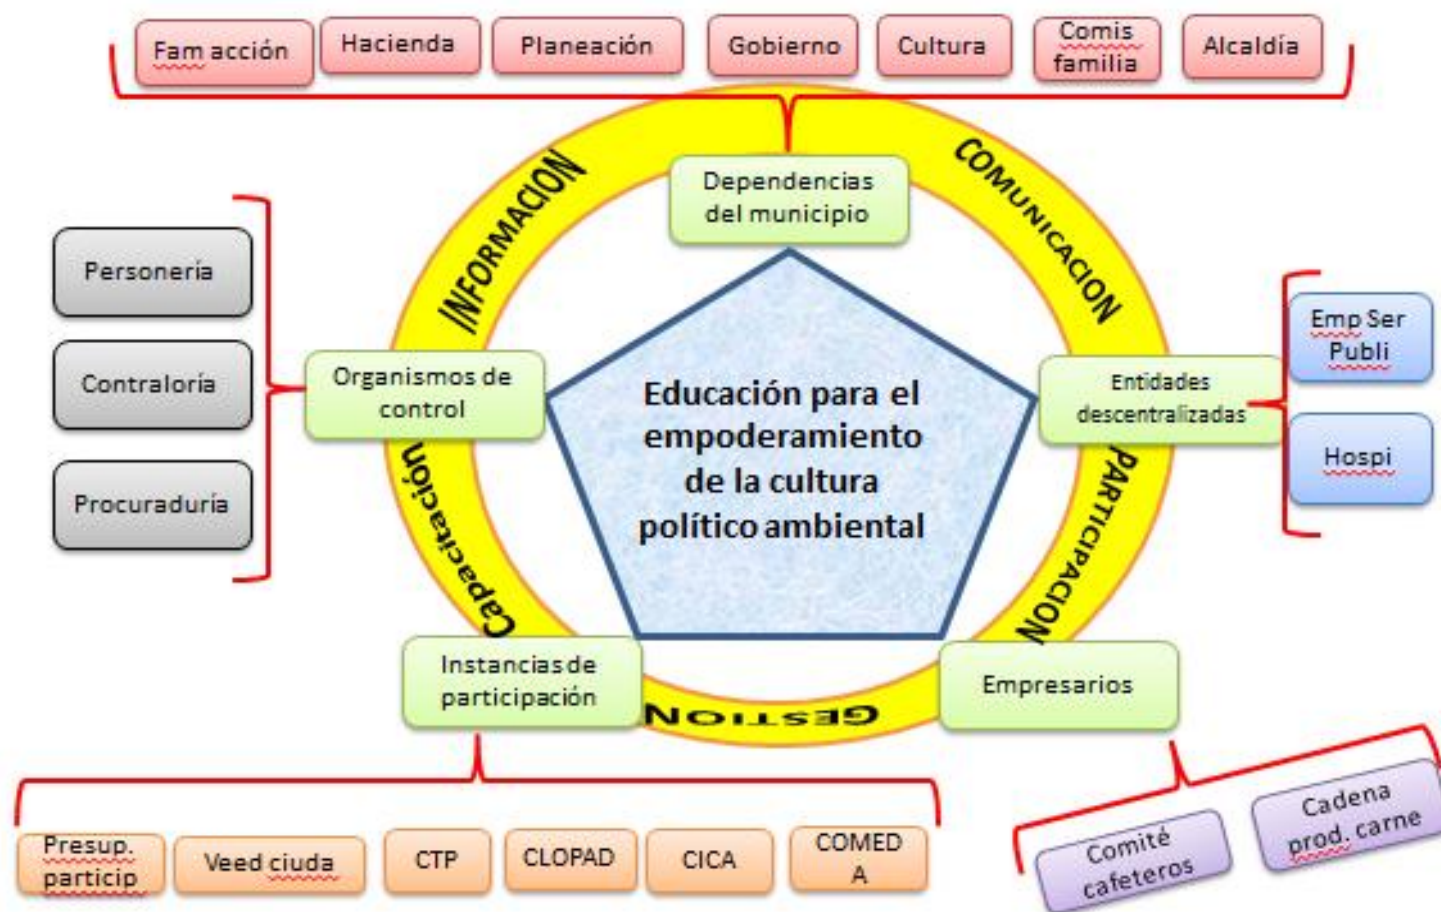 Fam acción
Hacienda
Planeación
Gobierno
Cultura
Comis
familia
Alcaldía
INFORMACION
COMUNICACION
Dependencias
del municipio
Personería
Contraloría
Procuraduría
Organismos de
control
Educación para el
empoderamiento
de la cultura
político ambiental
Entidades
descentralizadas
Emp Ser
Publi
Hospi
Capacitación
PARTICIPACION
Instancias de
participación
GESTION
Empresarios
Presup.
particip
Veed ciuda
CTP
CLOPAD
CICA
COMED
A
Comité
cafeteros
Cadena
prod. carne